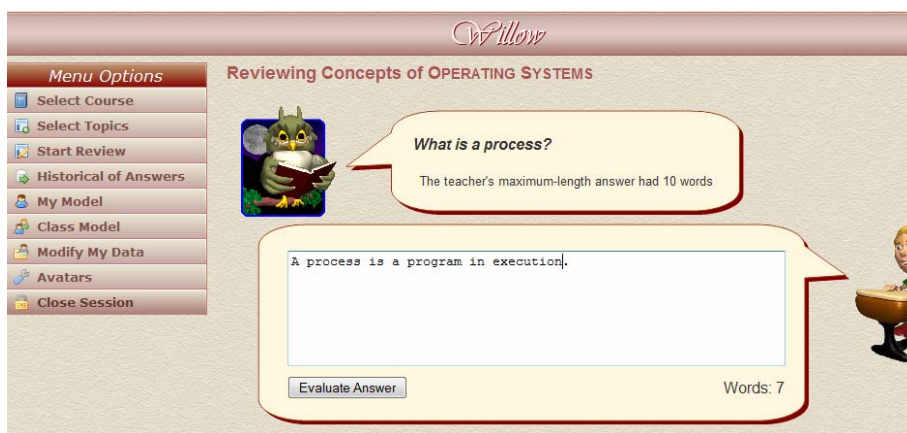 Willow
Menu Options
Select Course
Select Topics
Start Review
Historical of Answers
My Model
Class Model
Modify My Data
Avatars
Close Session
Reviewing Concepts of OPERATING SYSTEMS
What is a process?
The teacher's maximum-length answer had 10 words
A process is a program in execution.
Evaluate Answer
Words: 7